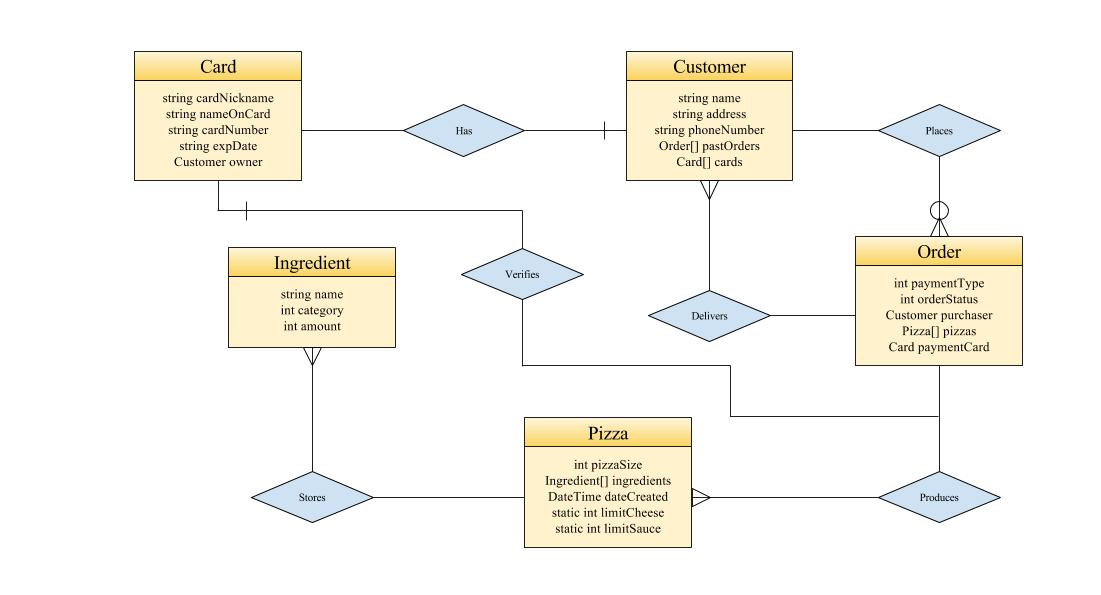 Card
string cardNickname
string nameOnCard
string cardNumber
string expDate
Customer owner
Has
Customer
string name
string address
string phoneNumber
Order[] pastOrders
Card[] cards
Places
Ingredient
string name
int category
int amount
Verifies
Delivers
Order
int paymentType
int orderStatus
Customer purchaser
Pizza[] pizzas
Card paymentCard
Stores
Pizza
int pizzaSize
Ingredient[] ingredients
DateTime dateCreated
static int limitCheese
static int limitSauce
Produces